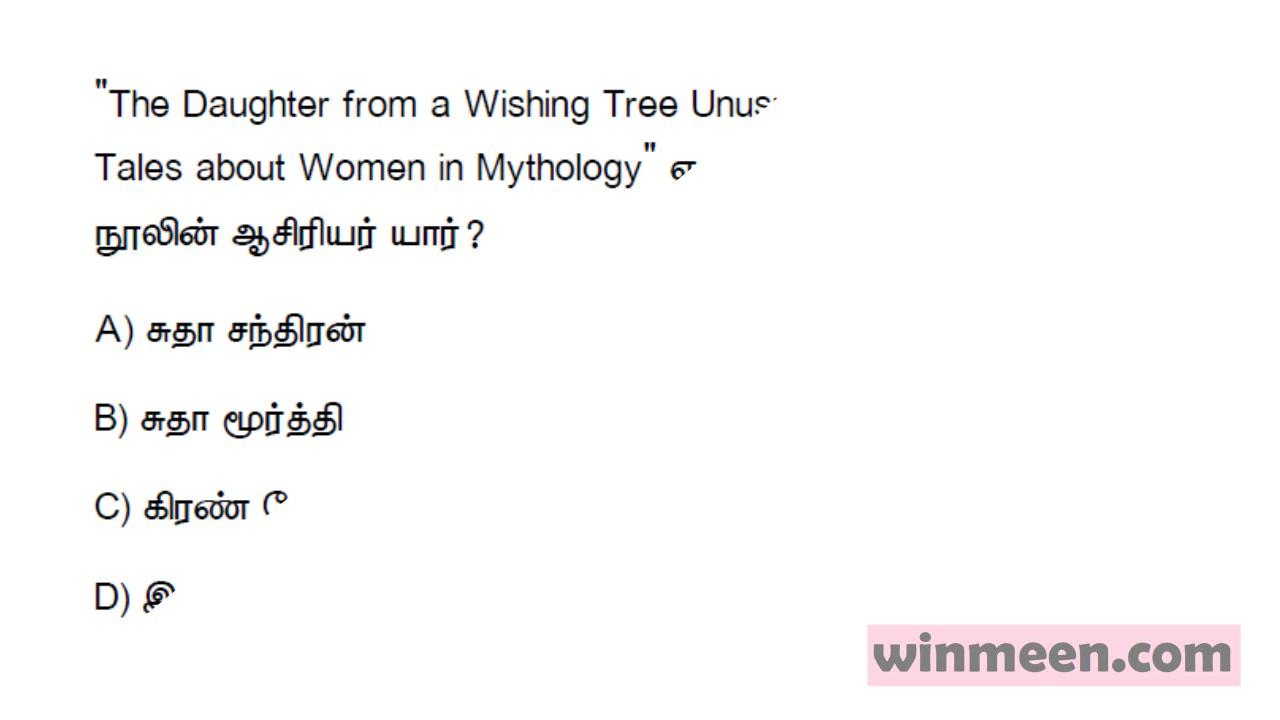 "The Daughter from a Wishing Tree
Tales about Women in Mythology"
நூலின் ஆசிரியர் யார்?
A) சுதா சந்திரன்
B) சுதா மூர்த்தி
C) கிரண்
D)
winmeen.com